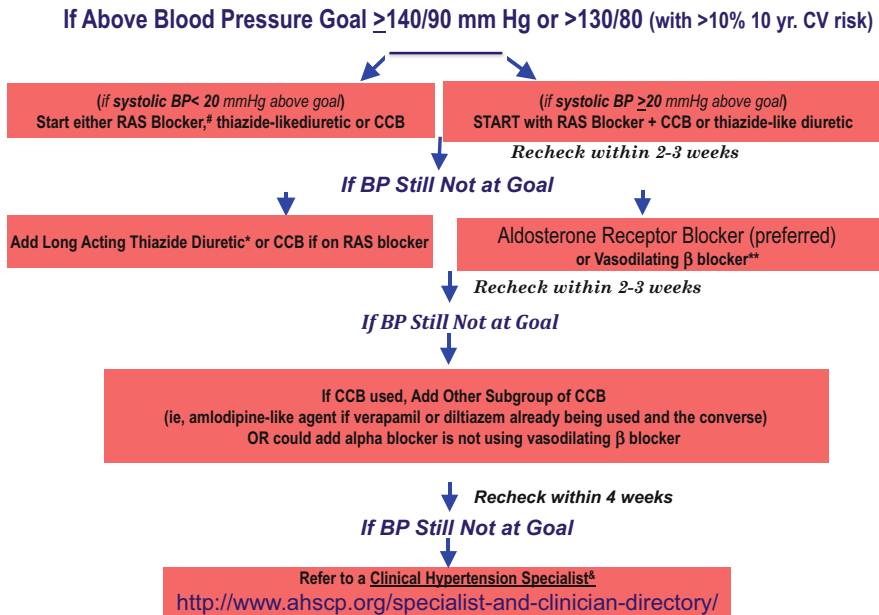 If Above Blood Pressure Goal ≥140/90 mm Hg or >130/80 (with >10% 10 yr. CV risk)
(if systolic BP< 20 mmHg above goal)
Start either RAS Blocker,# thiazide-likediuretic or CCB
(if systolic BP ≥20 mmHg above goal)
START with RAS Blocker + CCB or thiazide-like diuretic
Recheck within 2-3 weeks
If BP Still Not at Goal
Add Long Acting Thiazide Diuretic* or CCB if on RAS blocker
Aldosterone Receptor Blocker (preferred)
or Vasodilating β blocker**
Recheck within 2-3 weeks
If BP Still Not at Goal
If CCB used, Add Other Subgroup of CCB
(ie, amlodipine-like agent if verapamil or diltiazem already being used and the converse)
OR could add alpha blocker is not using vasodilating β blocker
Recheck within 4 weeks
If BP Still Not at Goal
Refer to a Clinical Hypertension Specialist&
http://www.ahscp.org/specialist-and-clinician-directory/